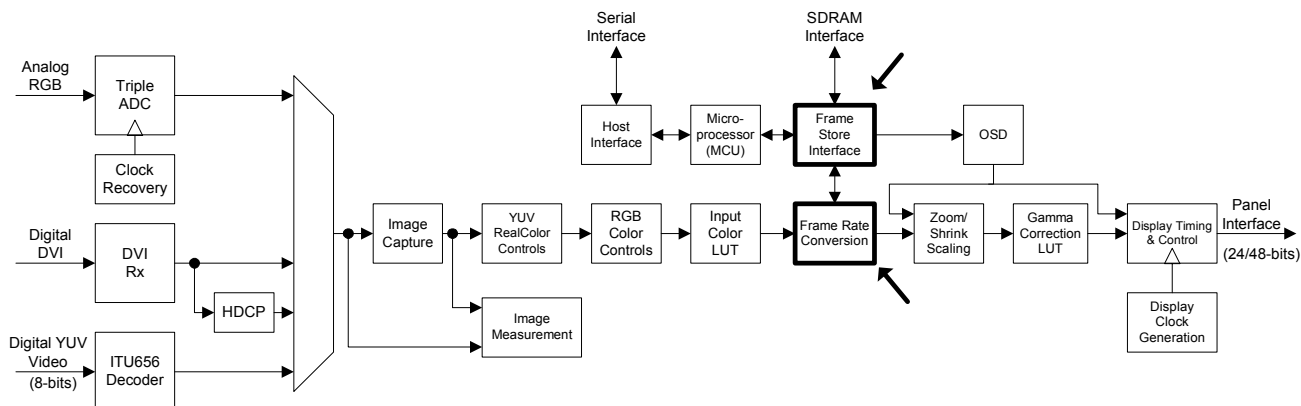 Serial
Interface
SDRAM
Interface
Analog
RGB
Triple
ADC
Clock
Recovery
Host
Interface
Micro-
processor
(MCU)
Frame
Store
Interface
OSD
Digital
DVI
DVI
Rx
HDCP
Image
Capture
YUV
RealColor
Controls
RGB
Color
Controls
Input
Color
LUT
Frame Rate
Conversion
Zoom/
Shrink
Scaling
Gamma
Correction
LUT
Display Timing
& Control
Panel
Interface
(24/48-bits)
Image
Measurement
Display
Clock
Generation
Digital YUV
Video
(8-bits)
ITU656
Decoder